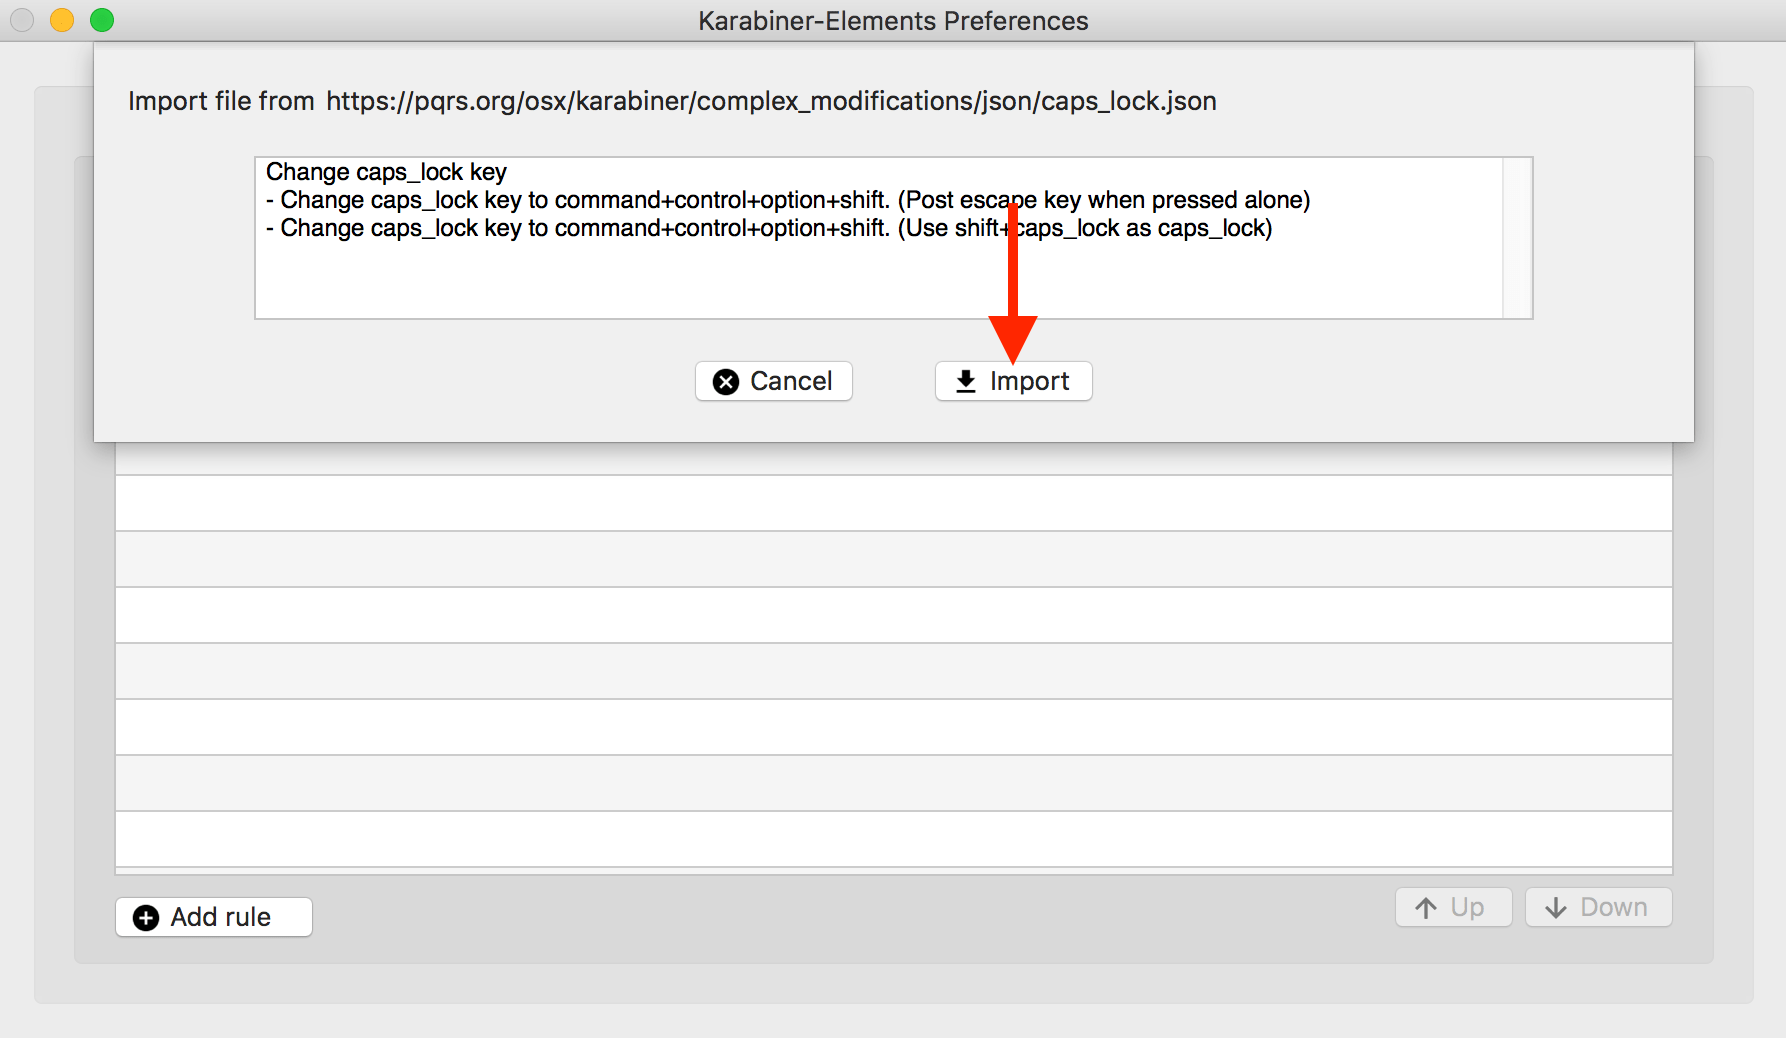 Karabiner-Elements Preferences
Import file from https://pqrs.org/osx/karabiner/complex_modifications/json/caps_lock.json
Change caps_lock key
- Change caps_lock key to command+control+option+shift. (Post escape key when pressed alone)
- Change caps_lock key to command+control+option+shift. (Use shift+caps_lock as caps_lock)
Cancel
Import
Add rule
Up
Down